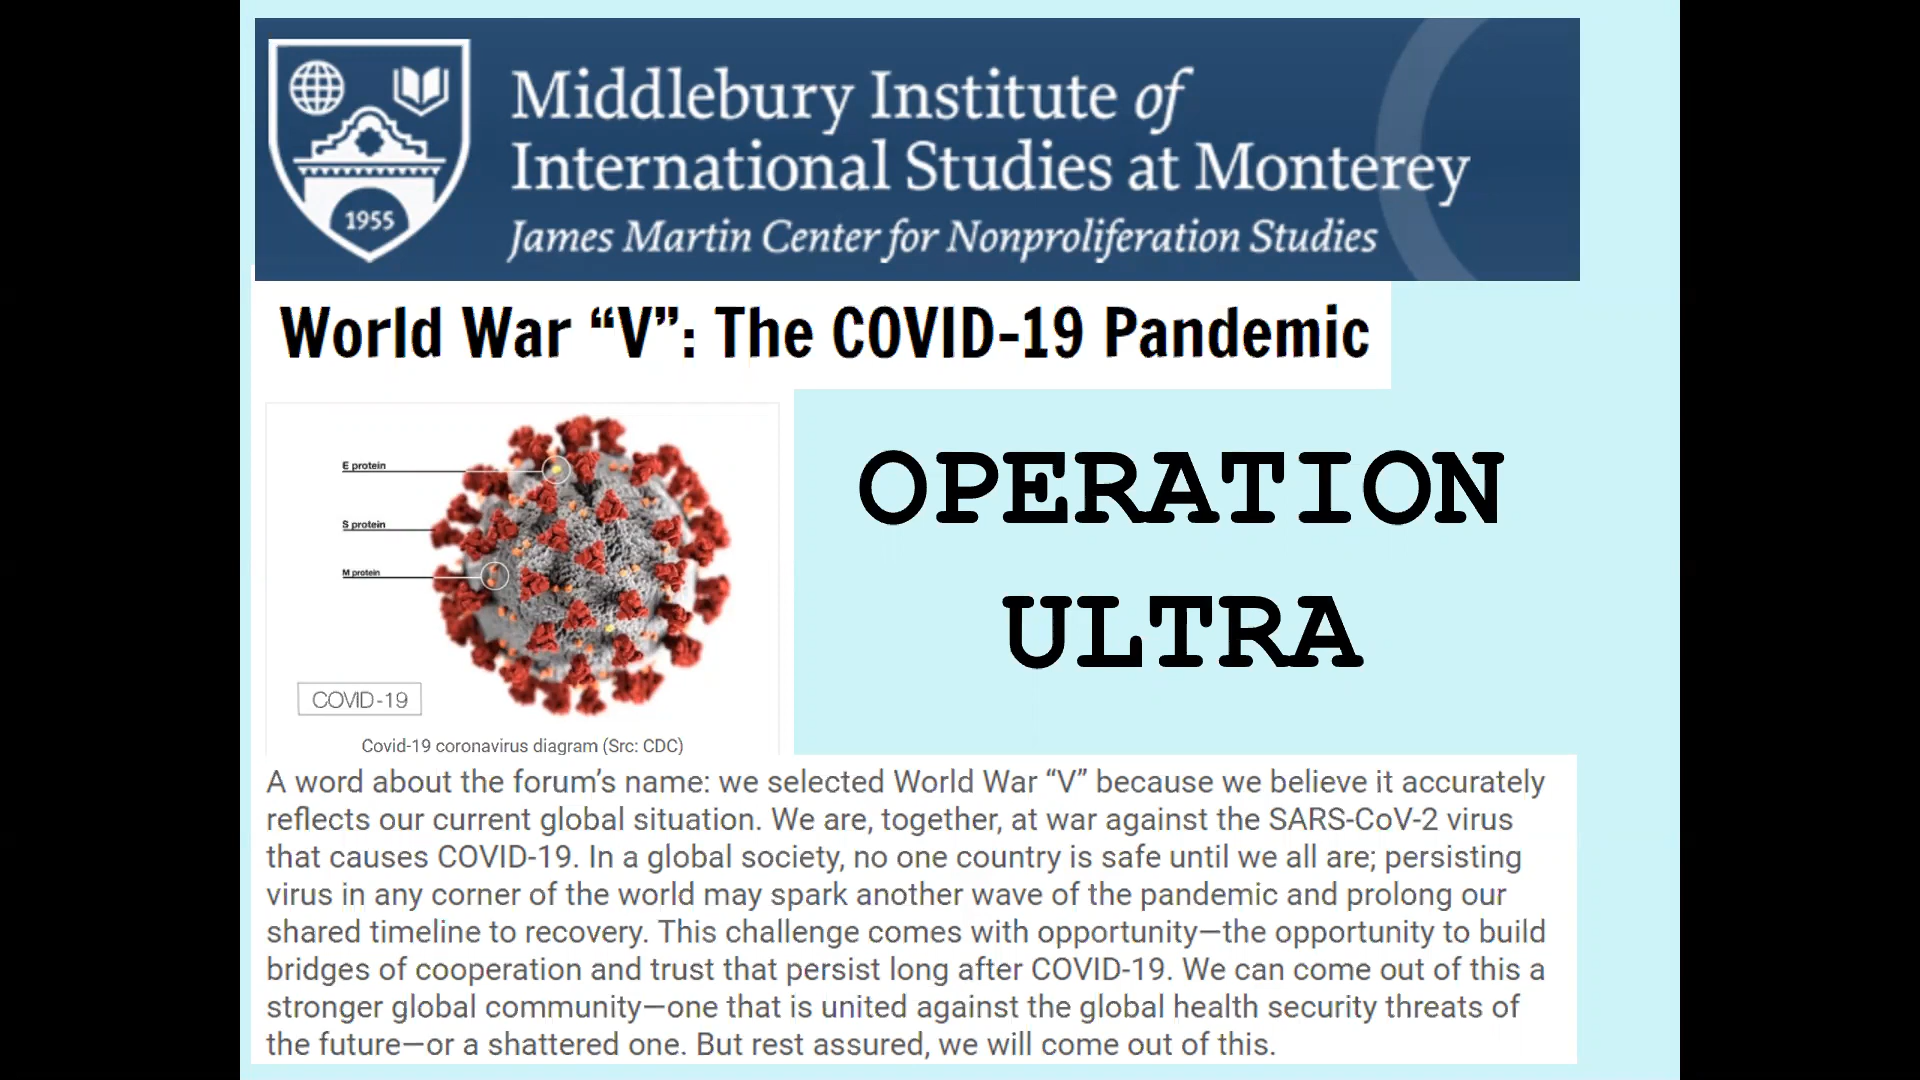 Middlebury Institute of
International Studies at Monterey
James Martin Center for Nonproliferation Studies
1955
World War “V”: The COVID-19 Pandemic
E protein
S protein
M protein
COVID-19
Covid-19 coronavirus diagram (Src: CDC)
OPERATION
ULTRA
A word about the forum’s name: we selected World War “V” because we believe it accurately
reflects our current global situation. We are, together, at war against the SARS-CoV-2 virus
that causes COVID-19. In a global society, no one country is safe until we all are; persisting
virus in any corner of the world may spark another wave of the pandemic and prolong our
shared timeline to recovery. This challenge comes with opportunity—the opportunity to build
bridges of cooperation and trust that persist long after COVID-19. We can come out of this a
stronger global community—one that is united against the global health security threats of
the future—or a shattered one. But rest assured, we will come out of this.